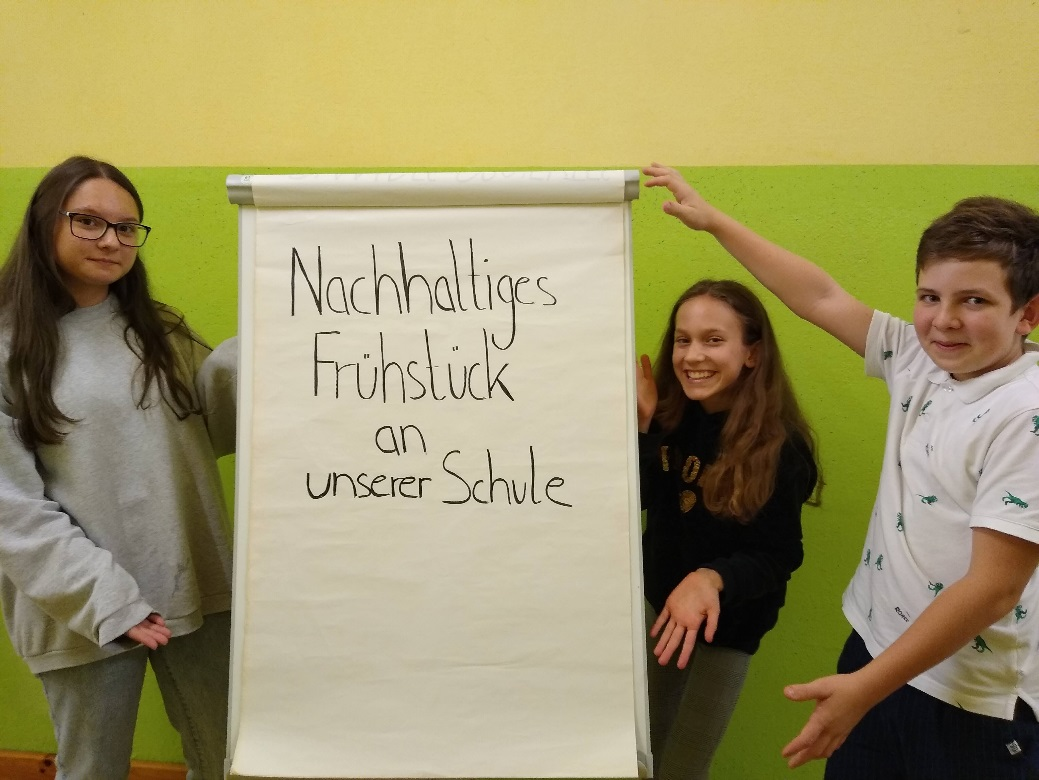 Nachhaltiges
Frühstück
an
unserer Schule